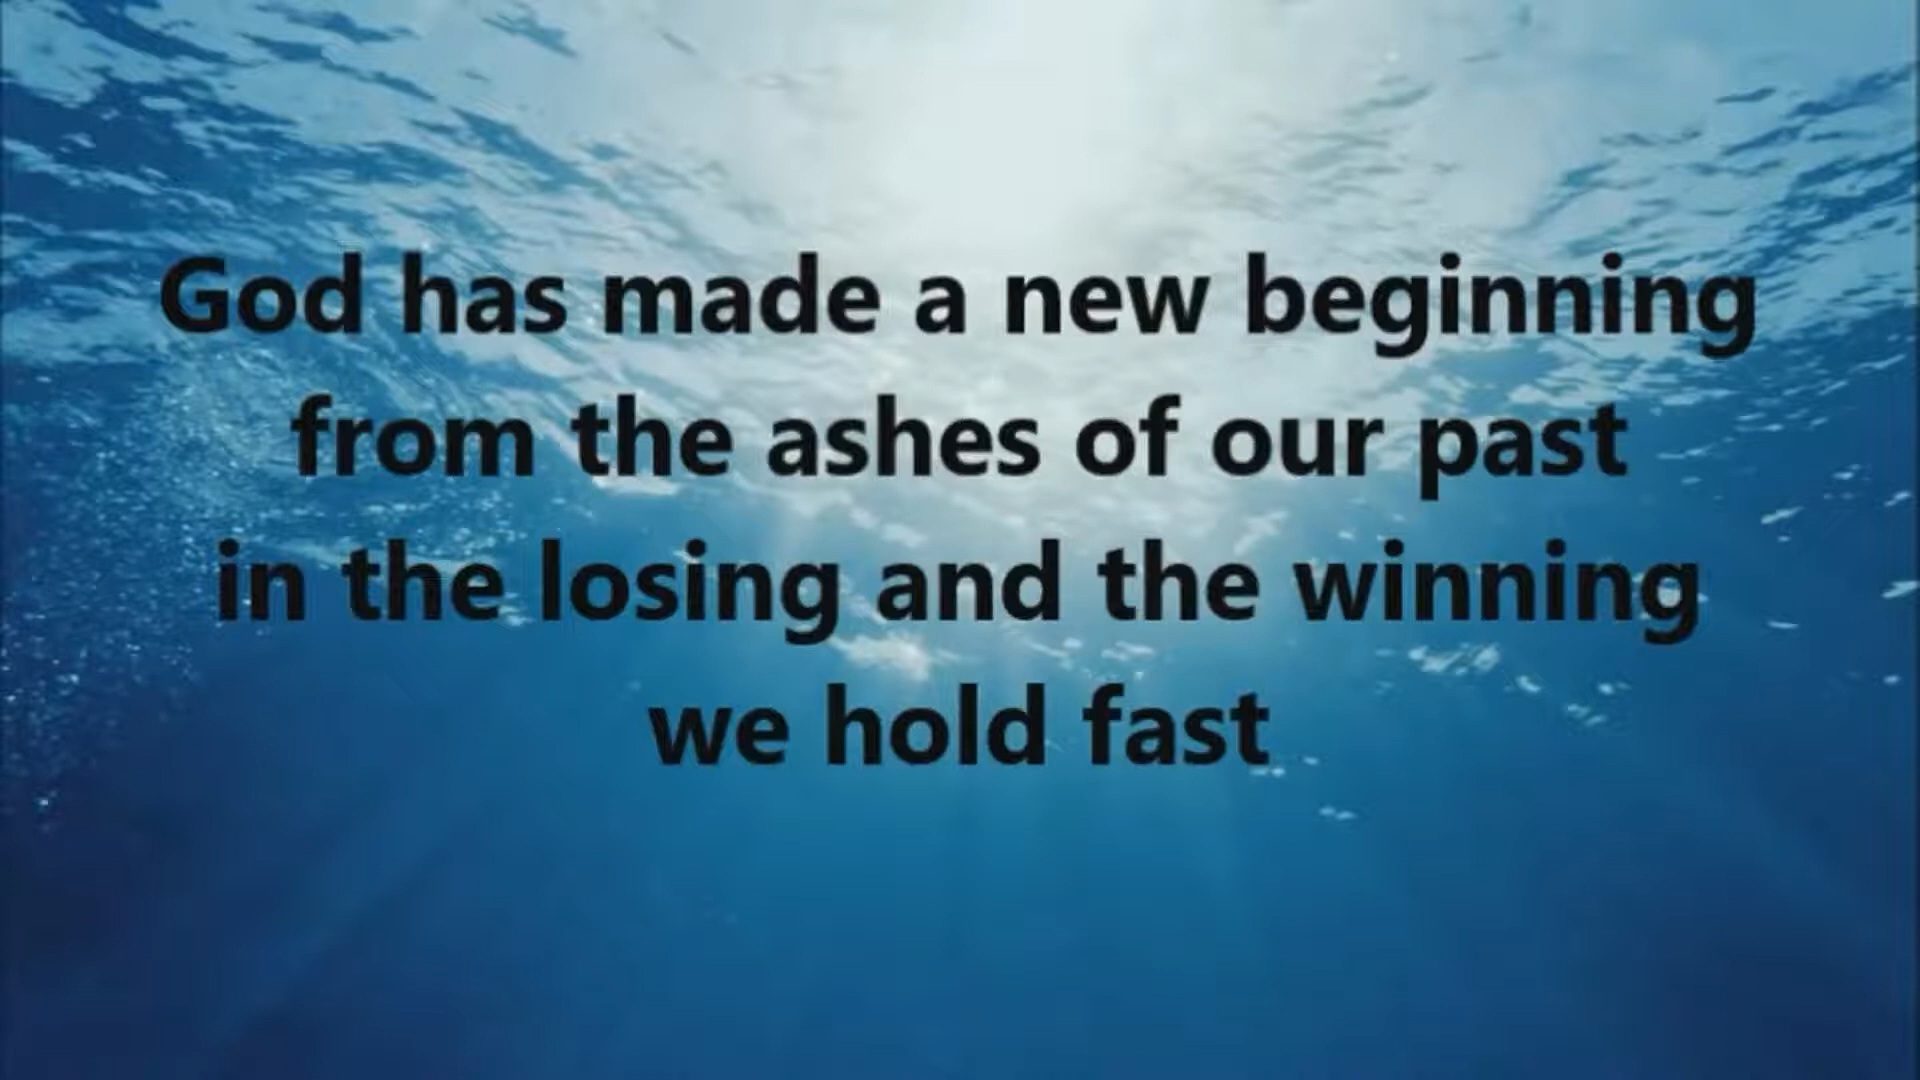 God has made a new beginning
from the ashes of our past
in the losing and the winning
we hold fast